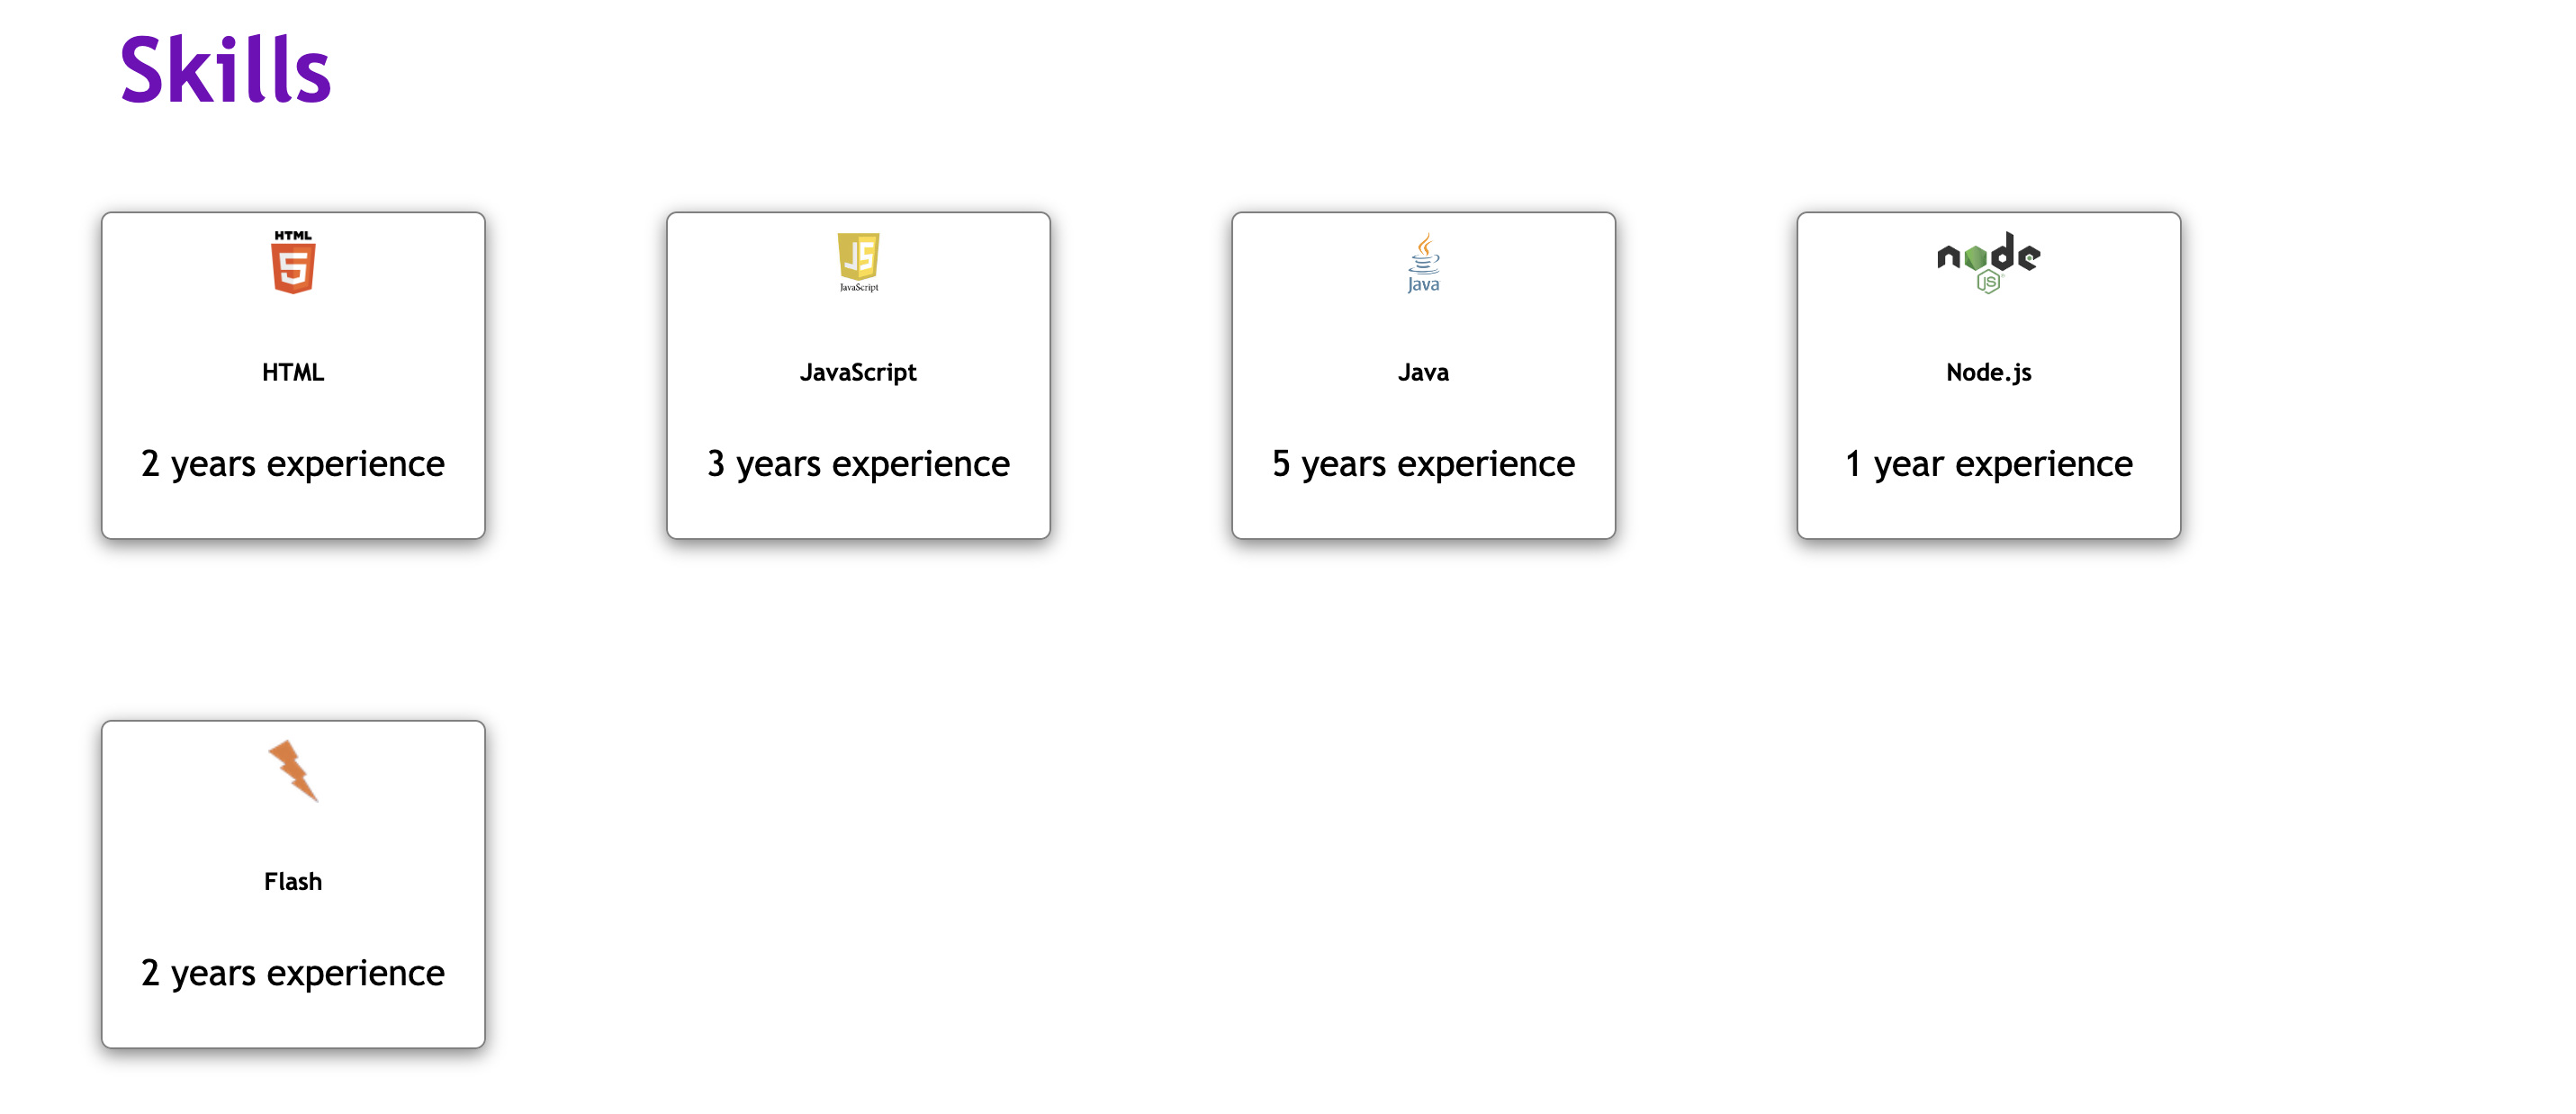 Skills
HTML
5
HTML
2 years experience
JS
JavaScript
JavaScript
3 years experience
Java
Java
5 years experience
node
JS
Node.js
1 year experience
Flash
2 years experience